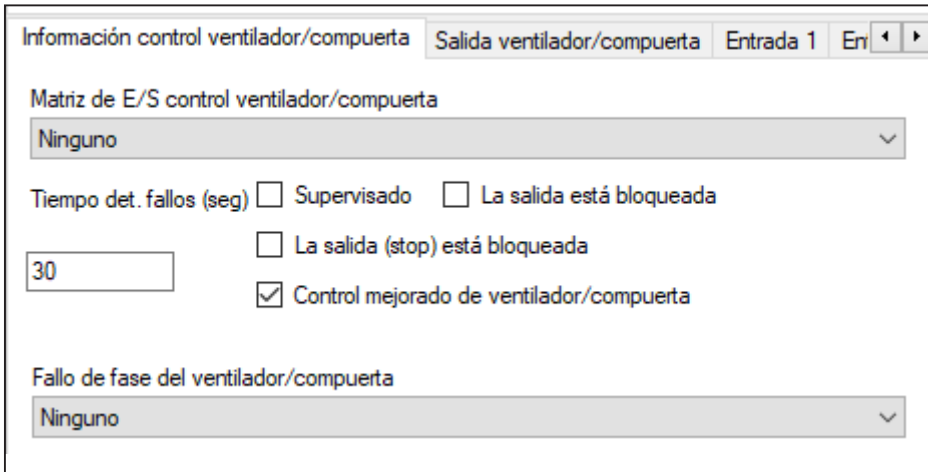 Información control ventilador/compuerta Salida ventilador/compuerta Entrada 1
Matriz de E/S control ventilador/compuerta
Ninguno
Tiempo det. fallos (seg) Supervisado La salida está bloqueada
La salida (stop) está bloqueada
30
Control mejorado de ventilador/compuerta
Fallo de fase del ventilador/compuerta
Ninguno